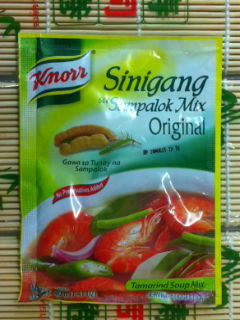 Knorr
Sinigang
sa Sampalok Mix
Original
Gawa sa Tunay na
Sampalok
No Preservatives Added
Tamarind Soup Mix